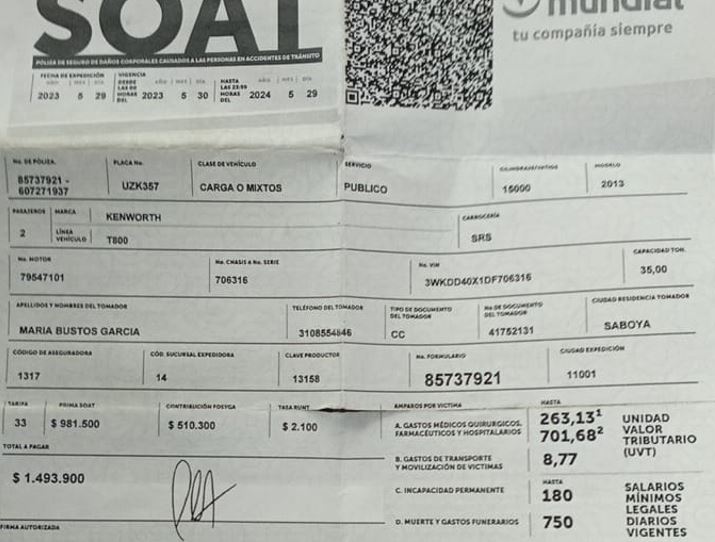 SOAT
mundial
tu compañía siempre
PÓLIZA DE SEGURO DE DAÑOS CORPORALES CAUSADOS A LAS PERSONAS EN ACCIDENTES DE TRÁNSITO
FECHA DE EXPEDICIÓN
AÑO MES DÍA
2023 5 29
VIGENCIA
DESDE LAS 00 HORAS DEL
AÑO MES DÍA
2023 5 30
HASTA LAS 23:59 HORAS DEL
AÑO MES DÍA
2024 5 29
No. DE PÓLIZA
85737921 -
607271937
PLACA No.
UZK357
CLASE DE VEHÍCULO
CARGA O MIXTOS
SERVICIO
PUBLICO
CILINDRAJE/VATIOS
15000
MODELO
2013
PASAJEROS
2
MARCA
KENWORTH
LÍNEA VEHÍCULO
T800
CARROCERÍA
SRS
No. MOTOR
79547101
No. CHASIS o No. SERIE
706316
No. VIN
3WKDD40X1DF706316
CAPACIDAD TON.
35,00
APELLIDOS Y NOMBRES DEL TOMADOR
MARIA BUSTOS GARCIA
TELÉFONO DEL TOMADOR
3108554846
TIPO DE DOCUMENTO DEL TOMADOR
CC
No DE DOCUMENTO DEL TOMADOR
41752131
CIUDAD RESIDENCIA TOMADOR
SABOYA
CÓDIGO DE ASEGURADORA
1317
CÓD. SUCURSAL EXPEDIDORA
14
CLAVE PRODUCTOR
13158
No. FORMULARIO
85737921
CIUDAD EXPEDICIÓN
11001
TARIFA
33
PRIMA SOAT
$ 981.500
CONTRIBUCIÓN FOSYGA
$ 510.300
TASA RUNT
$ 2.100
TOTAL A PAGAR
$ 1.493.900
FIRMA AUTORIZADA
AMPAROS POR VICTIMA
HASTA
A. GASTOS MÉDICOS QUIRURGICOS,
FARMACÉUTICOS Y HOSPITALARIOS
263,13¹
701,68²
B. GASTOS DE TRANSPORTE
Y MOVILIZACIÓN DE VICTIMAS
8,77
UNIDAD
VALOR
TRIBUTARIO
(UVT)
C. INCAPACIDAD PERMANENTE
HASTA
180
D. MUERTE Y GASTOS FUNERARIOS
750
SALARIOS
MÍNIMOS
LEGALES
DIARIOS
VIGENTES